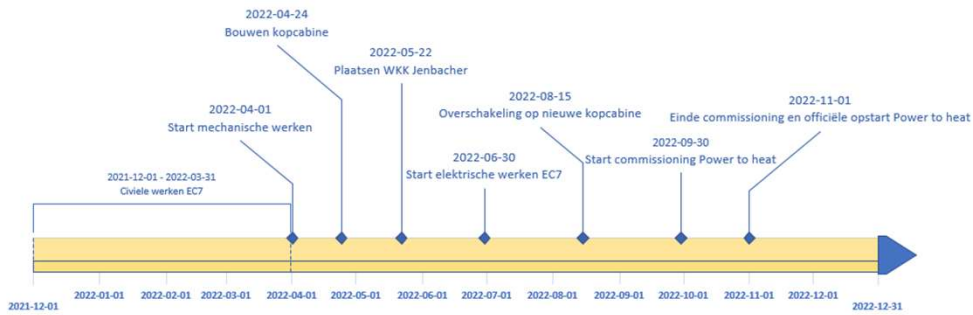 2022-04-24
Bouwen kopcabine
2022-05-22
Plaatsen WKK Jenbacher
2022-04-01
Start mechanische werken
2022-08-15
Overschakeling op nieuwe kopcabine
2022-11-01
Einde commissioning en officiële opstart Power to heat
2022-06-30
Start elektrische werken EC7
2022-09-30
Start commissioning Power to heat
2021-12-01 - 2022-03-31
Civiele werken EC7
2021-12-01
2022-01-01
2022-02-01
2022-03-01
2022-04-01
2022-05-01
2022-06-01
2022-07-01
2022-08-01
2022-09-01
2022-10-01
2022-11-01
2022-12-01
2022-12-31